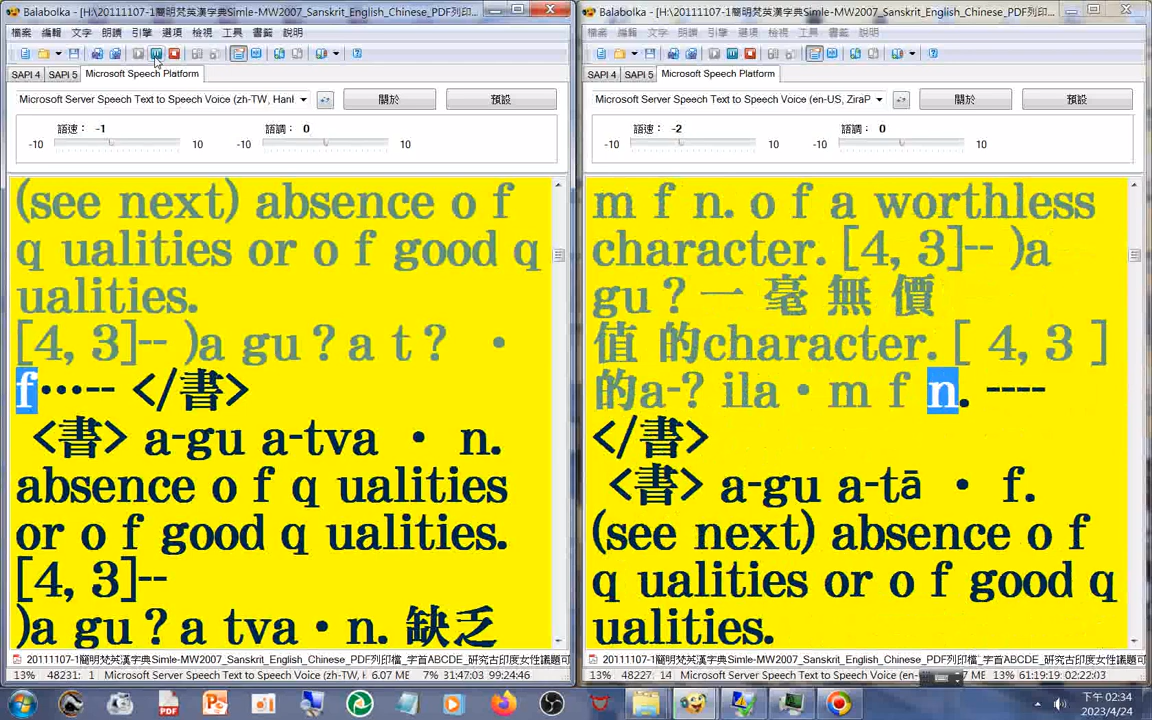 Balabolka - [H:\20111107-1簡明梵英漢字典Simle-MW2007_Sanskrit_English_Chinese_PDF列印...
檔案 編輯 文字 朗讀 引擎 選項 檢視 工具 書籤 說明
SAPI 4 SAPI 5 Microsoft Speech Platform
Microsoft Server Speech Text to Speech Voice (zh-TW, Hanl 關於 預設
語速： -1 語調： 0
-10 10 -10 10
(see next) absence o f
q ualities or o f good q
ualities.
[4, 3]-- )a gu？a t？ ・
f…-- </書>
<書> a-gu a-tva ・ n.
absence o f q ualities
or o f good q ualities.
[4, 3]--
)a gu？a tva・n. 缺乏
20111107-1簡明梵英漢字典Simle-MW2007_Sanskrit_English_Chinese_PDF列印檔_字首ABCDE_研究古印度女性議題可
13% 48231: 1 Microsoft Server Speech Text to Speech Voice (zh-TW, H 6.07 ME 7% 31:47:03 99:24:46
Balabolka - [H:\20111107-1簡明梵英漢字典Simle-MW2007_Sanskrit_English_Chinese_PDF列印...
檔案 編輯 文字 朗讀 引擎 選項 檢視 工具 書籤 說明
SAPI 4 SAPI 5 Microsoft Speech Platform
Microsoft Server Speech Text to Speech Voice (en-US, ZiraP 關於 預設
語速： -2 語調： 0
-10 10 -10 10
m f n. o f a worthless
character. [4, 3]-- )a
gu？一 毫 無 價
值 的character. [ 4, 3 ]
的a-? ila・m f n. ----
</書>
<書> a-gu a-tā ・ f.
(see next) absence o f
q ualities or o f good q
ualities.
20111107-1簡明梵英漢字典Simle-MW2007_Sanskrit_English_Chinese_PDF列印檔_字首ABCDE_研究古印度女性議題可
13% 48227: 14 Microsoft Server Speech Text to Speech Voice (en- 13% 61:19:19 02:22:03
下午 02:34
2023/4/24